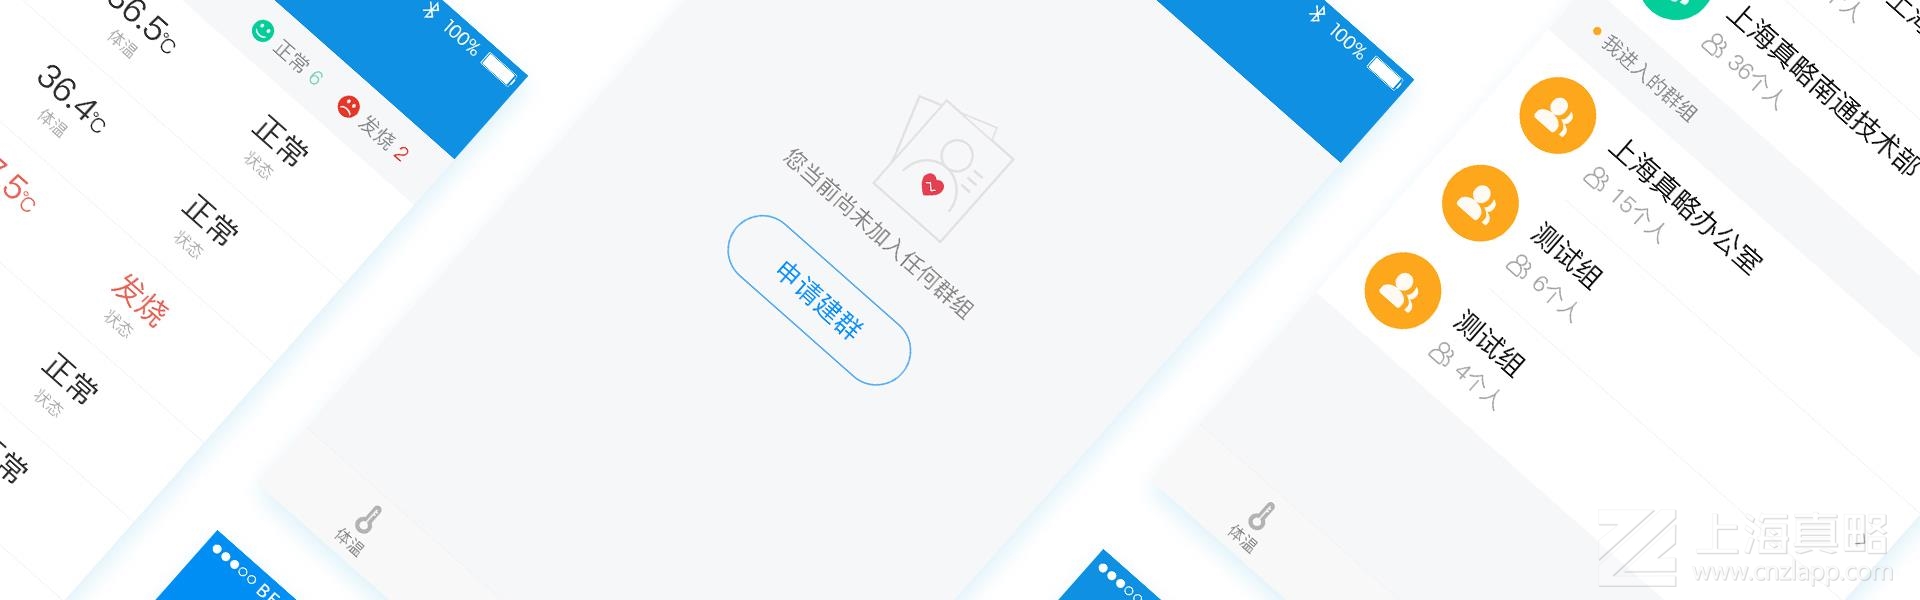 36.5℃
体温
36.4℃
体温
7.5℃
正常 6
发烧 2
100%
正常
状态
正常
状态
发烧
状态
正常
状态
常
体温
您当前尚未加入任何群组
申请建群
100%
上海真略南通技术部
36个人
我进入的群组
上海真略办公室
15个人
测试组
6个人
测试组
4个人
体温
上海真略
www.cnzlapp.com